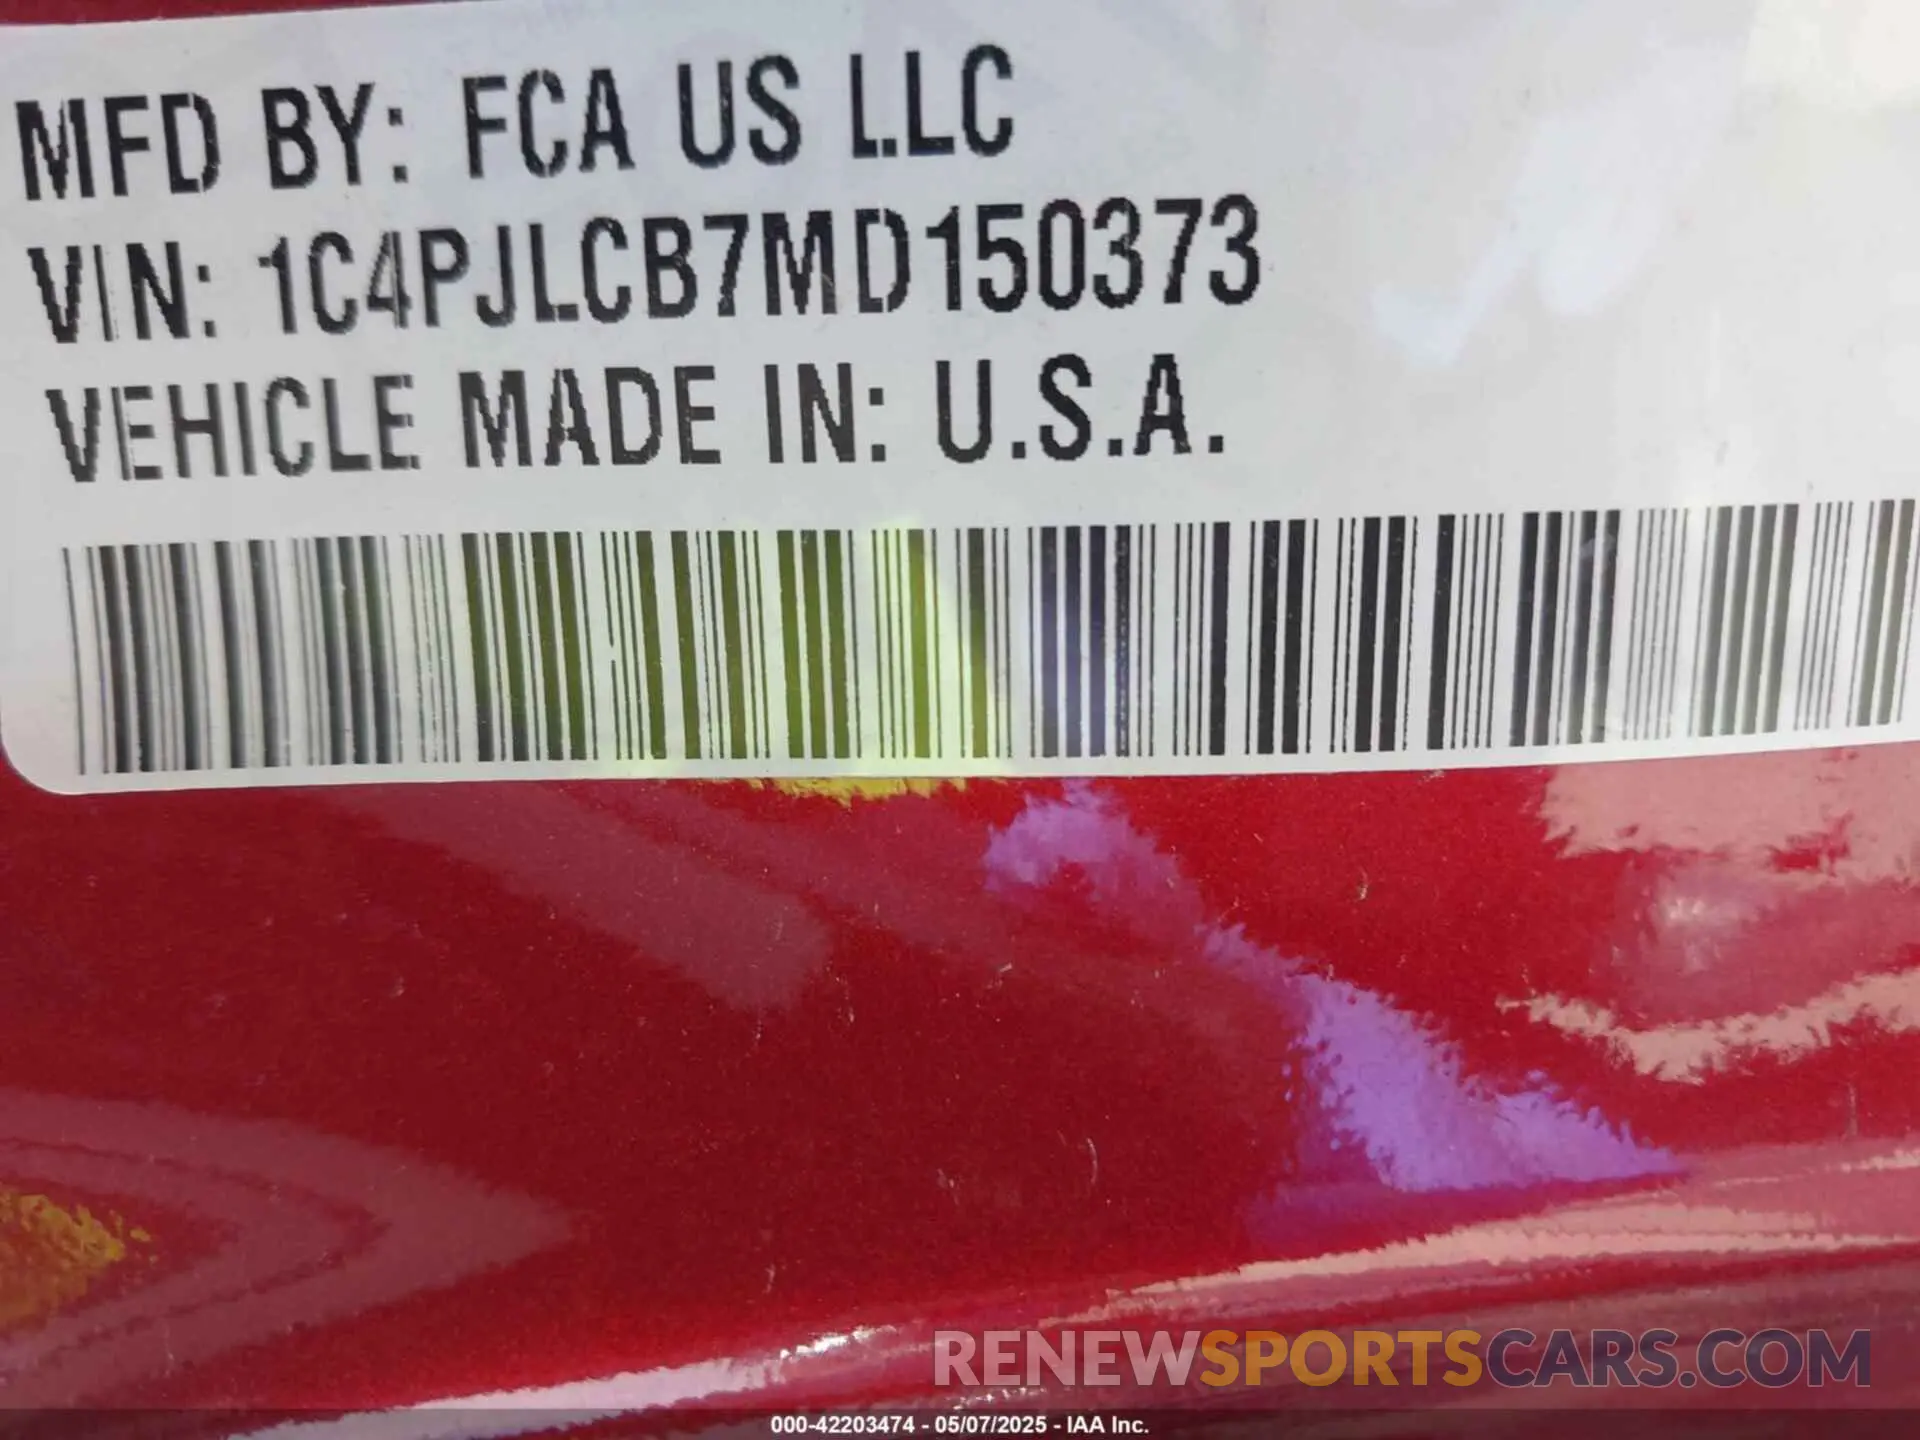 MFD BY: FCA US LLC
VIN: 1C4PJLCB7MD150373
VEHICLE MADE IN: U.S.A.
RENEWSPORTSCARS.COM
000-42203474 - 05/07/2025 - IAA Inc.